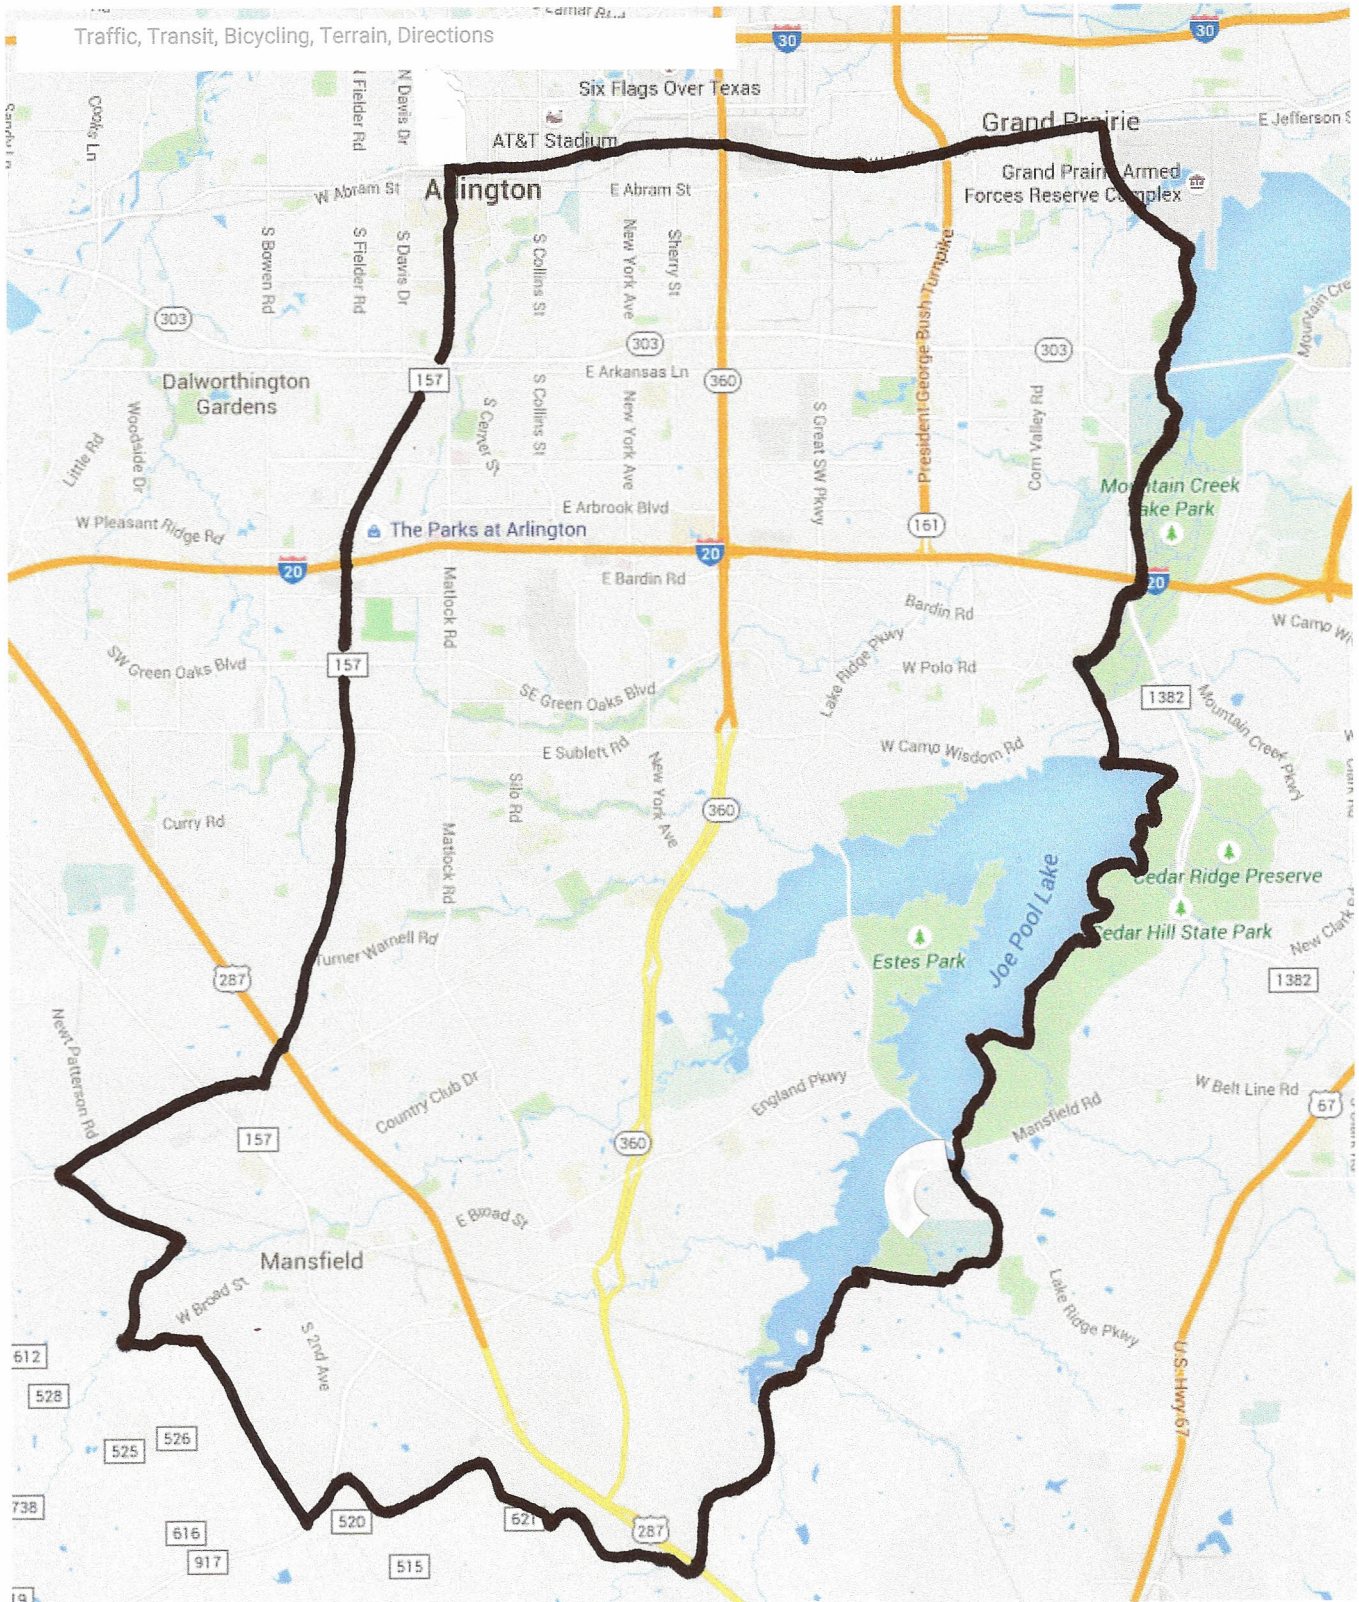 Traffic, Transit, Bicycling, Terrain, Directions
30
30
Six Flags Over Texas
N Fielder Rd
N Davis Dr
Cooks Ln
AT&T Stadium
Grand Prairie
E Jefferson S
Grand Prairie Armed
Forces Reserve Complex
W Abram St
Arlington
E Abram St
S Bowen Rd
S Fielder Rd
S Davis Dr
S Collins St
New York Ave
Sherry St
President George Bush Turnpike
303
303
303
Mountain Cre
Dalworthington
Gardens
157
E Arkansas Ln
360
Little Rd
Woodside Dr
S Center St
S Collins St
New York Ave
S Great SW Pkwy
Corn Valley Rd
Mountain Creek
Lake Park
W Pleasant Ridge Rd
The Parks at Arlington
E Arbrook Blvd
161
20
20
20
E Bardin Rd
Bardin Rd
Matlock Rd
W Camp Wi
SW Green Oaks Blvd
157
SE Green Oaks Blvd
Lake Ridge Pkwy
W Polo Rd
1382
Mountain Creek Pkwy
E Sublett Rd
W Camp Wisdom Rd
Silo Rd
New York Ave
360
Curry Rd
Matlock Rd
Joe Pool Lake
Cedar Ridge Preserve
Cedar Hill State Park
New Clark
Turner Warnell Rd
Estes Park
287
1382
Newt Patterson Rd
Country Club Dr
England Pkwy
Mansfield Rd
W Belt Line Rd
67
157
360
E Broad St
Mansfield
W Broad St
Lake Ridge Pkwy
S 2nd Ave
612
528
U.S. Hwy 67
526
525
738
616
520
621
287
917
515
19